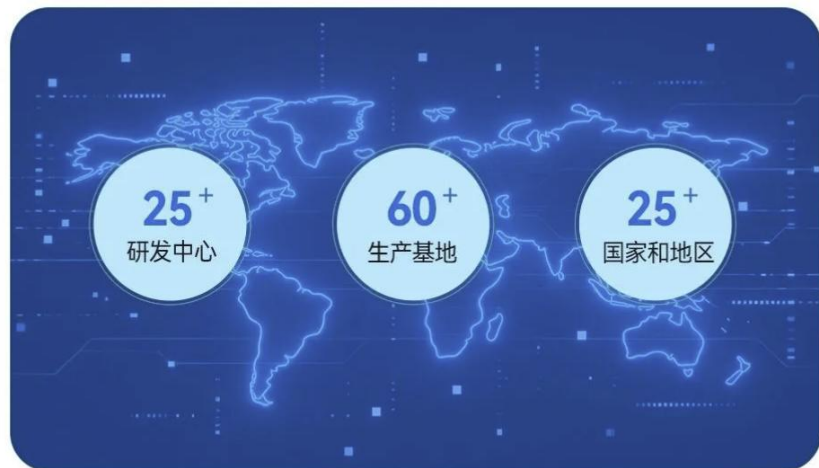 25+
研发中心
60+
生产基地
25+
国家和地区